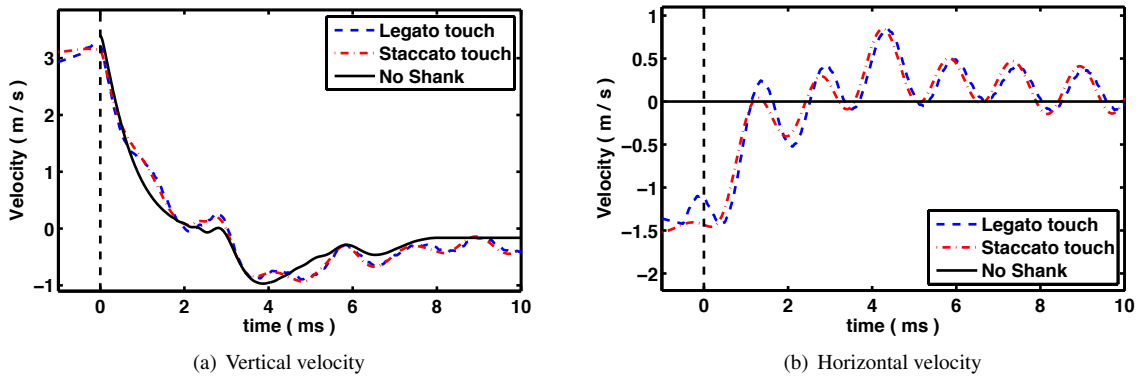 Legato touch
Staccato touch
No Shank
Velocity ( m / s )
3
2
1
0
−1
0
2
4
6
8
10
time ( ms )
(a) Vertical velocity
Velocity ( m / s )
1
0.5
0
−0.5
−1
−1.5
−2
Legato touch
Staccato touch
No Shank
0
2
4
6
8
10
time ( ms )
(b) Horizontal velocity